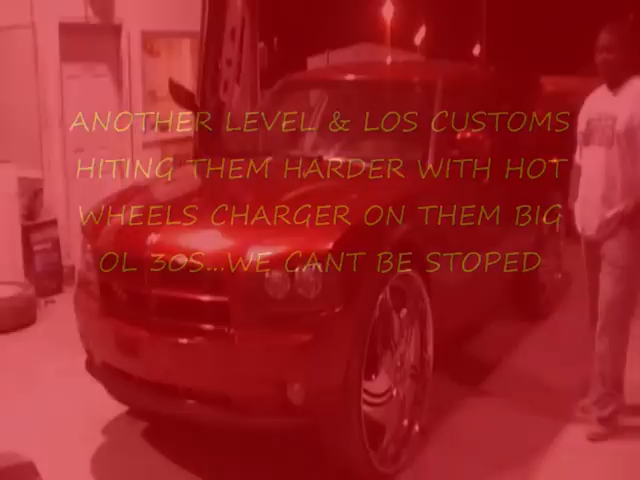 ANOTHER LEVEL & LOS CUSTOMS
HITING THEM HARDER WITH HOT
WHEELS CHARGER ON THEM BIG
OL 30S...WE CANT BE STOPED